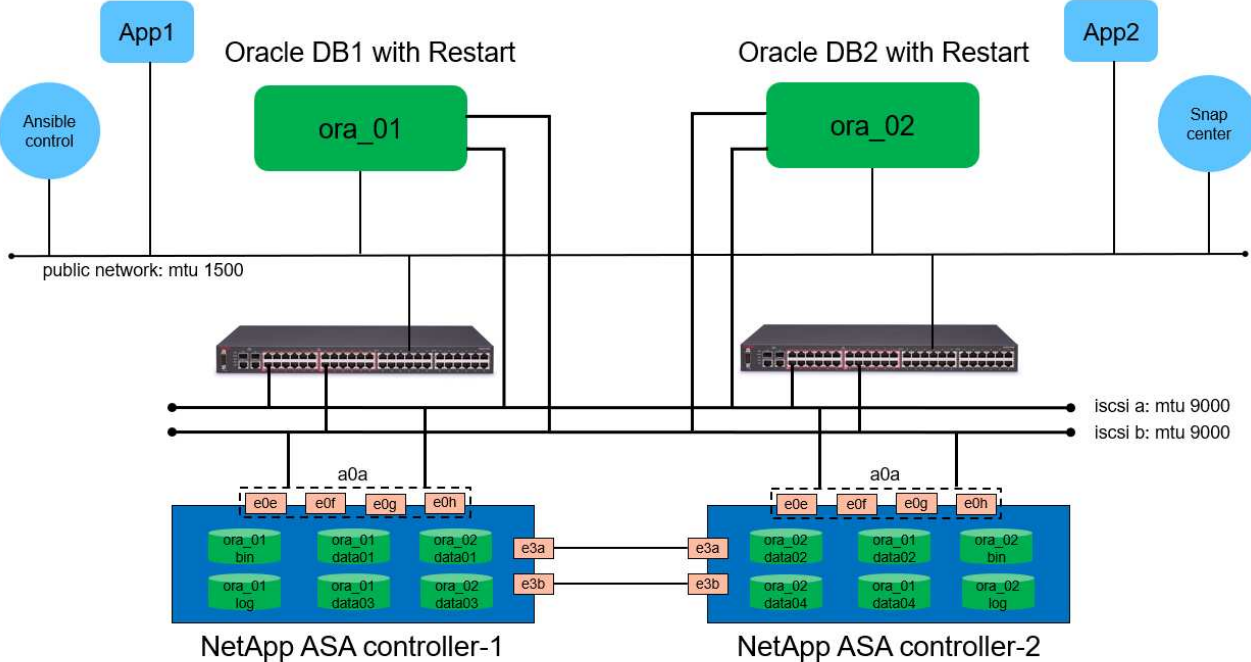 App1
App2
Oracle DB1 with Restart
Oracle DB2 with Restart
Ansible
control
ora_01
ora_02
Snap
center
public network: mtu 1500
iscsi a: mtu 9000
iscsi b: mtu 9000
a0a
a0a
e0e
e0f
e0g
e0h
e0e
e0f
e0g
e0h
ora_01
bin
ora_01
data01
ora_02
data01
e3a
e3a
ora_02
data02
ora_01
data02
ora_02
bin
ora_01
log
ora_01
data03
ora_02
data03
e3b
e3b
ora_02
data04
ora_01
data04
ora_02
log
NetApp ASA controller-1
NetApp ASA controller-2